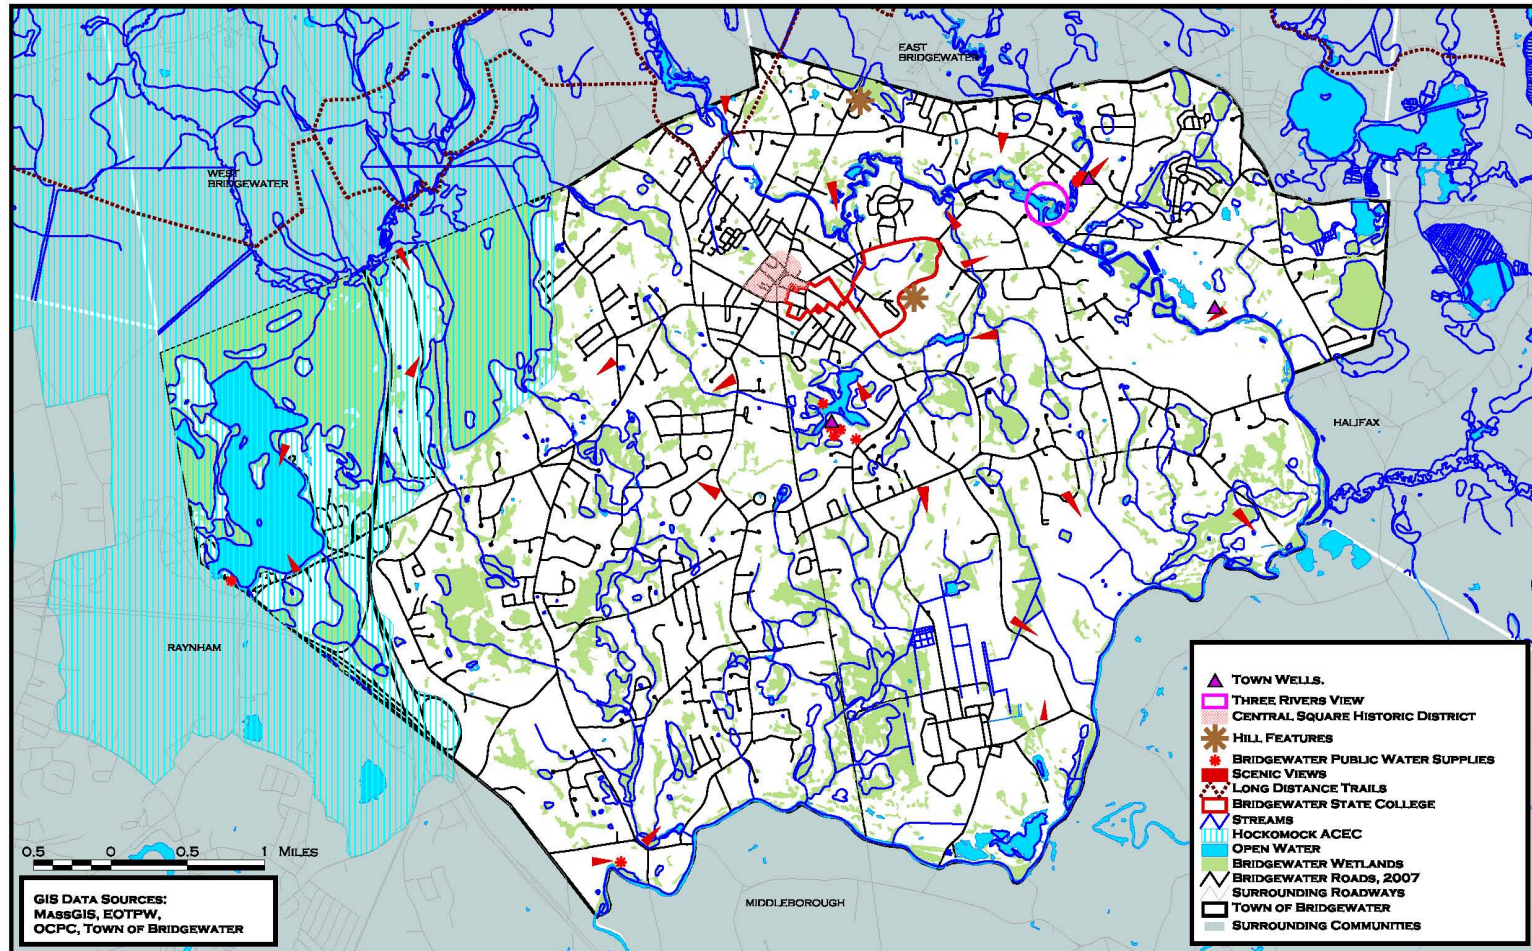 EAST
BRIDGEWATER
WEST
BRIDGEWATER
HALIFAX
RAYNHAM
MIDDLEBOROUGH
0.5 0 0.5 1 MILES
GIS DATA SOURCES:
MASSGIS, EOTPW,
OCPC, TOWN OF BRIDGEWATER
TOWN WELLS.
THREE RIVERS VIEW
CENTRAL SQUARE HISTORIC DISTRICT
HILL FEATURES
BRIDGEWATER PUBLIC WATER SUPPLIES
SCENIC VIEWS
LONG DISTANCE TRAILS
BRIDGEWATER STATE COLLEGE
STREAMS
HOCKOMOCK ACEC
OPEN WATER
BRIDGEWATER WETLANDS
BRIDGEWATER ROADS, 2007
SURROUNDING ROADWAYS
TOWN OF BRIDGEWATER
SURROUNDING COMMUNITIES